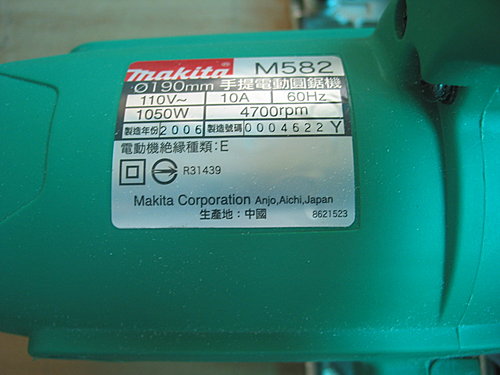 makita® M582
Ø190mm 手提電動圓鋸機
110V~ 10A 60Hz
1050W 4700rpm
製造年份 2006 製造號碼 0004622 Y
電動機絕緣種類:E
R31439
Makita Corporation Anjo,Aichi,Japan
生產地:中國 8621523